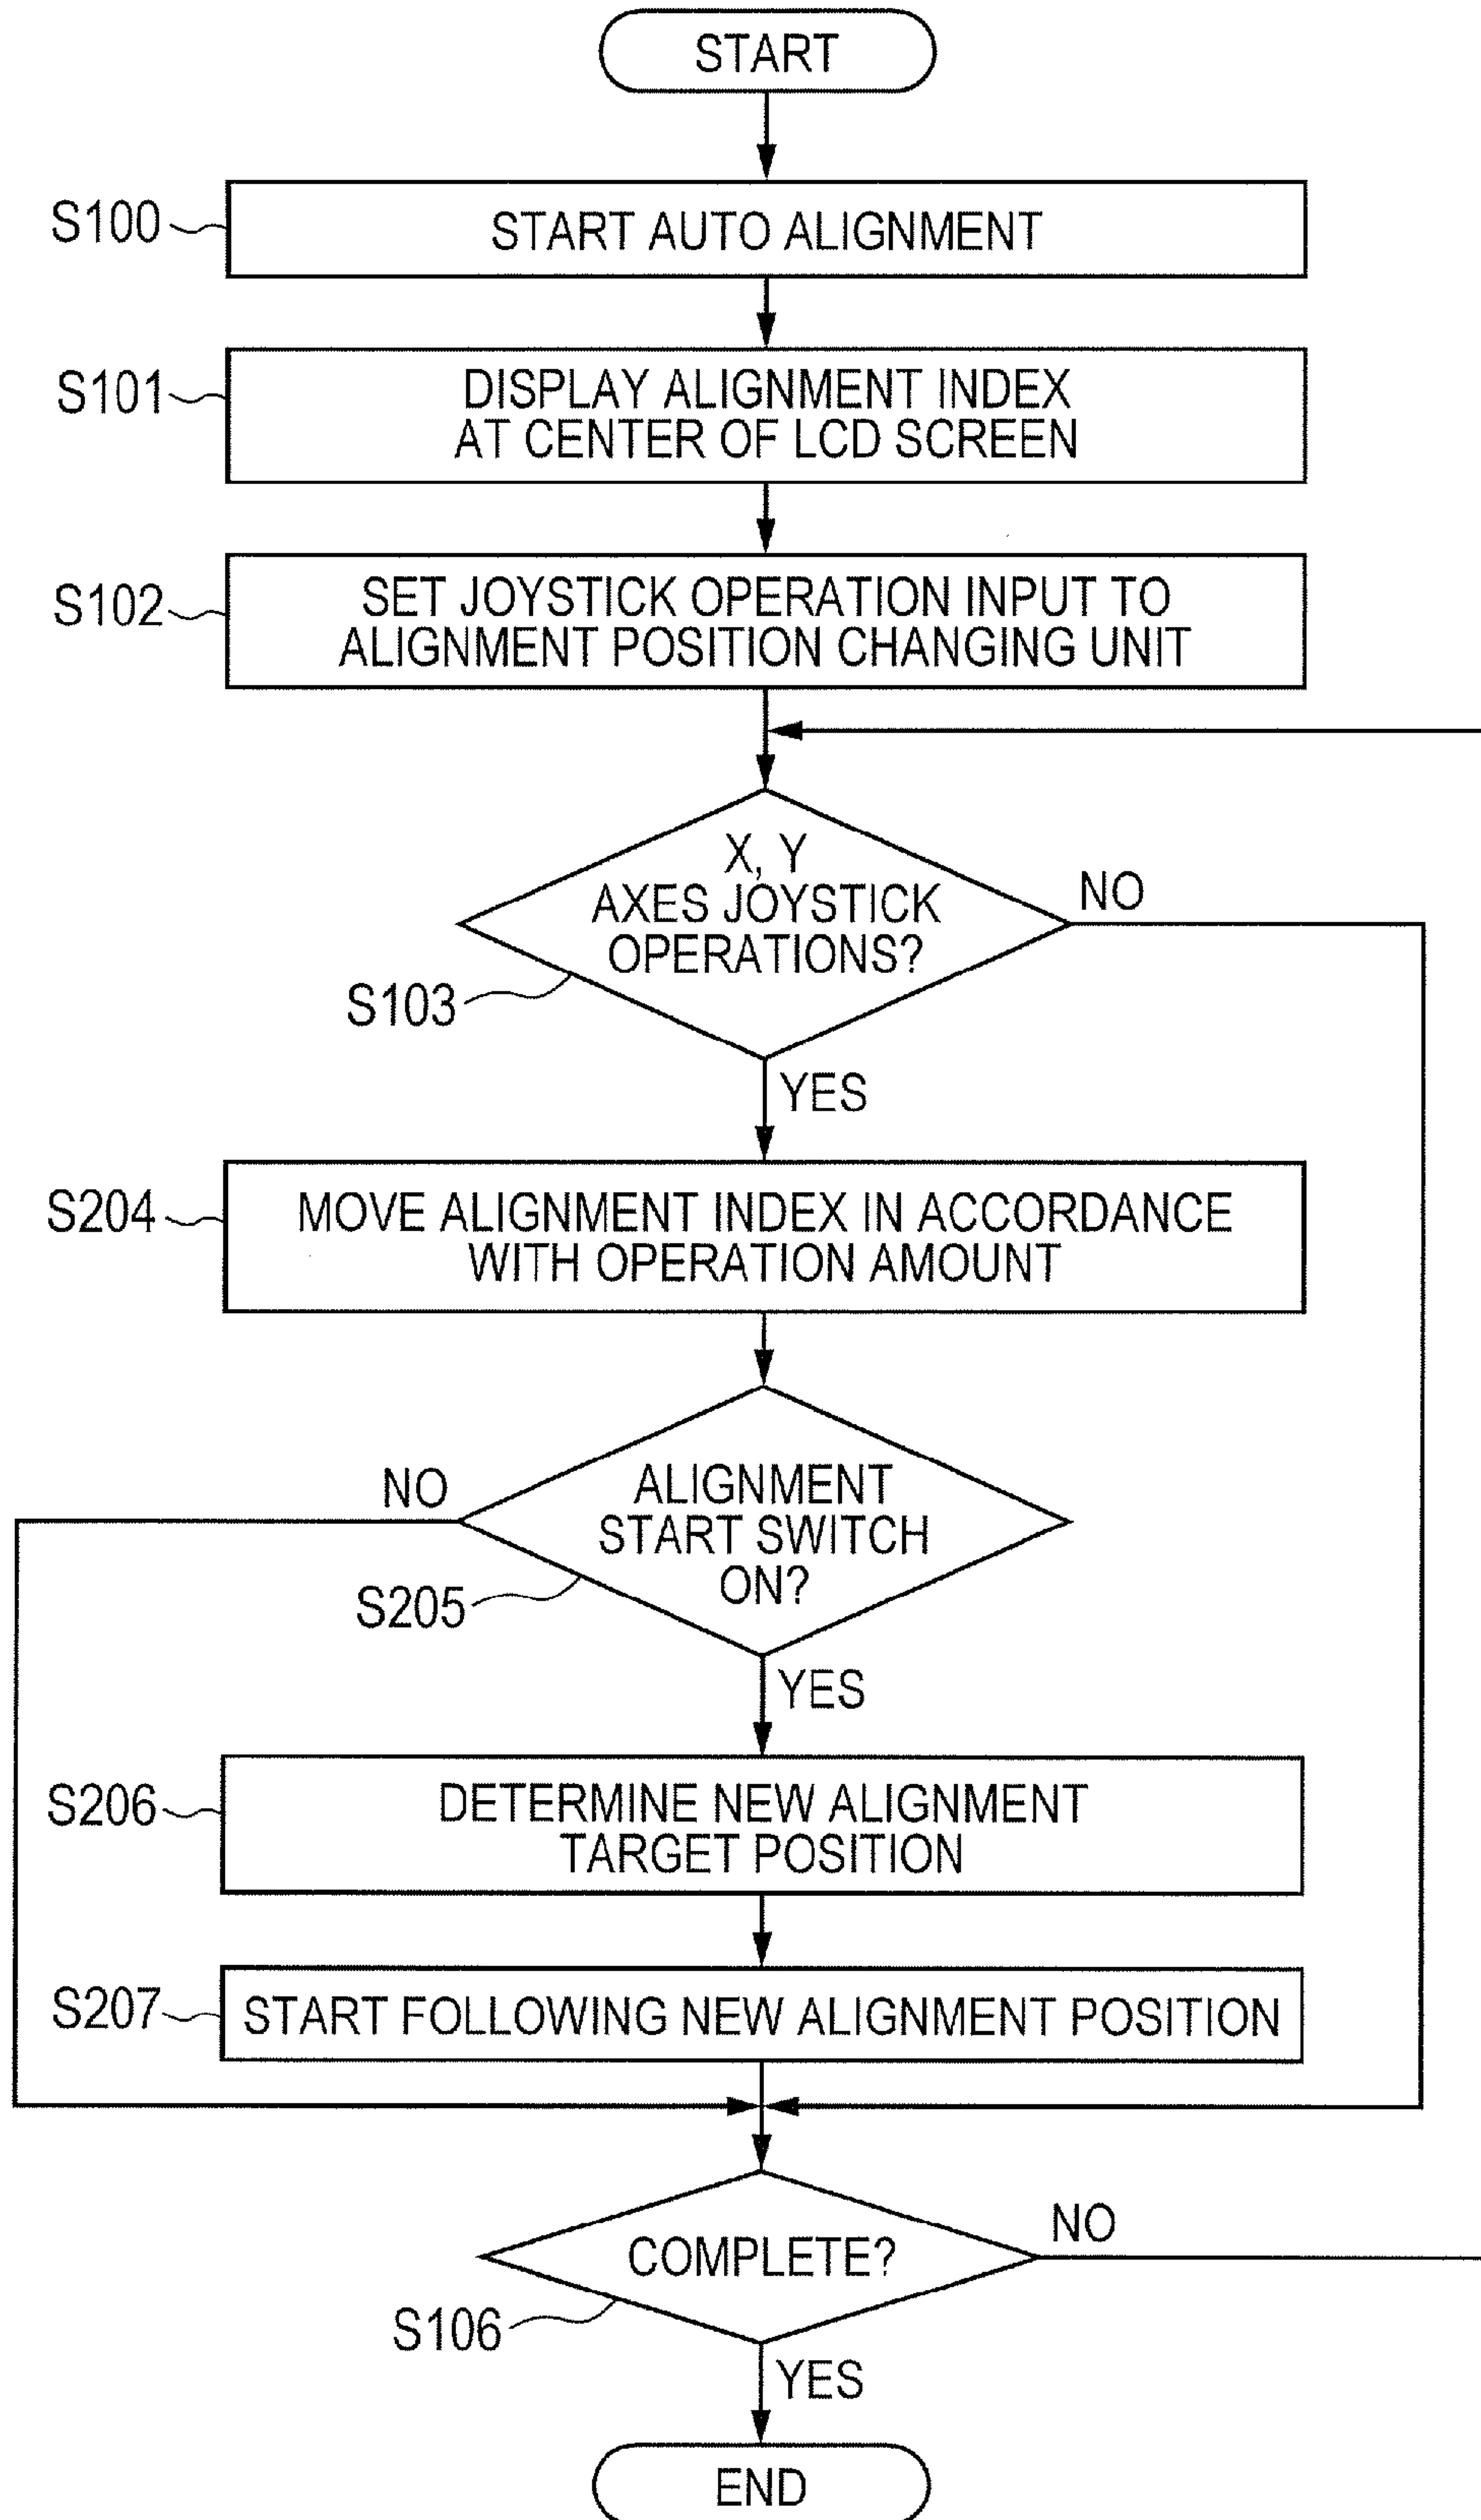 START
S100
START AUTO ALIGNMENT
S101
DISPLAY ALIGNMENT INDEX
AT CENTER OF LCD SCREEN
S102
SET JOYSTICK OPERATION INPUT TO
ALIGNMENT POSITION CHANGING UNIT
X, Y
AXES JOYSTICK
OPERATIONS?
NO
S103
YES
S204
MOVE ALIGNMENT INDEX IN ACCORDANCE
WITH OPERATION AMOUNT
NO
ALIGNMENT
START SWITCH
ON?
S205
YES
S206
DETERMINE NEW ALIGNMENT
TARGET POSITION
S207
START FOLLOWING NEW ALIGNMENT POSITION
COMPLETE?
NO
S106
YES
END